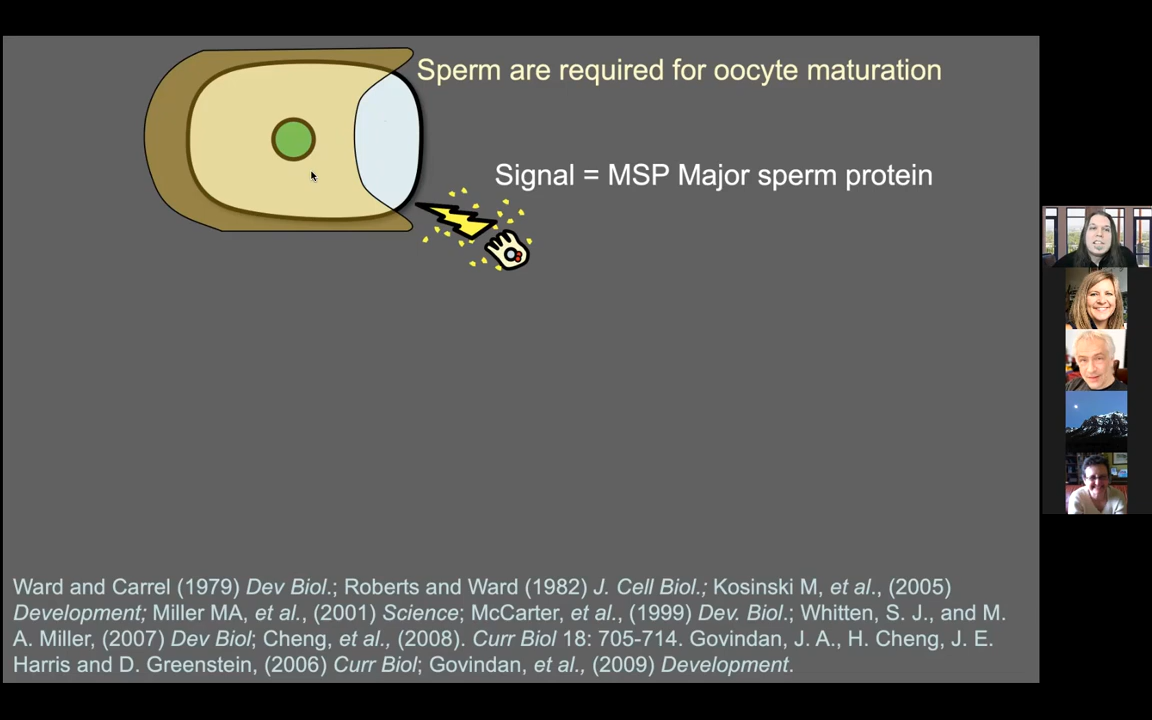 Sperm are required for oocyte maturation
Signal = MSP Major sperm protein
Ward and Carrel (1979) Dev Biol.; Roberts and Ward (1982) J. Cell Biol.; Kosinski M, et al., (2005)
Development; Miller MA, et al., (2001) Science; McCarter, et al., (1999) Dev. Biol.; Whitten, S. J., and M.
A. Miller, (2007) Dev Biol; Cheng, et al., (2008). Curr Biol 18: 705-714. Govindan, J. A., H. Cheng, J. E.
Harris and D. Greenstein, (2006) Curr Biol; Govindan, et al., (2009) Development.